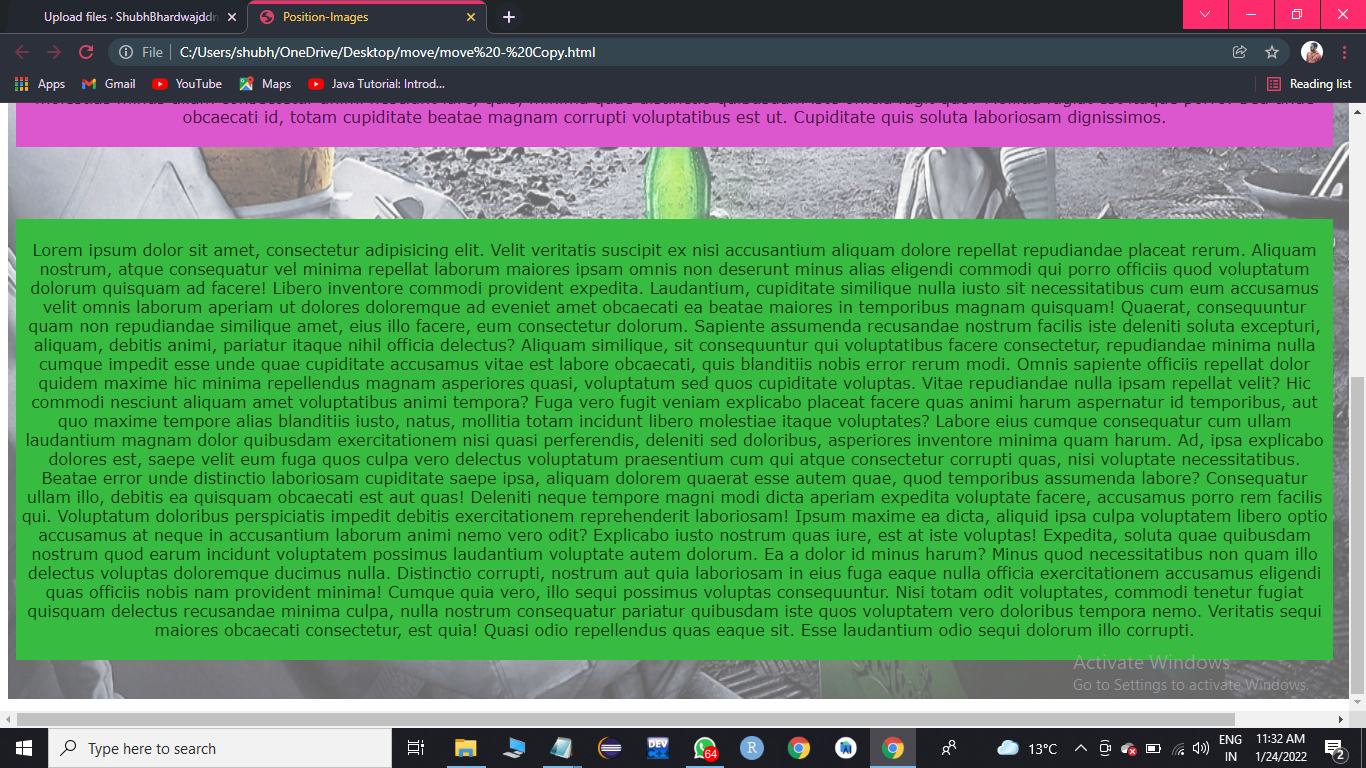 Upload files · ShubhBhardwajddn
Position-Images
File
C:/Users/shubh/OneDrive/Desktop/move/move%20-%20Copy.html
Apps
Gmail
YouTube
Maps
Java Tutorial: Introd...
Reading list
obcaecati id, totam cupiditate beatae magnam corrupti voluptatibus est ut. Cupiditate quis soluta laboriosam dignissimos.
Lorem ipsum dolor sit amet, consectetur adipisicing elit. Velit veritatis suscipit ex nisi accusantium aliquam dolore repellat repudiandae placeat rerum. Aliquam
nostrum, atque consequatur vel minima repellat laborum maiores ipsam omnis non deserunt minus alias eligendi commodi qui porro officiis quod voluptatum
dolorum quisquam ad facere! Libero inventore commodi provident expedita. Laudantium, cupiditate similique nulla iusto sit necessitatibus cum eum accusamus
velit omnis laborum aperiam ut dolores doloremque ad eveniet amet obcaecati ea beatae maiores in temporibus magnam quisquam! Quaerat, consequuntur
quam non repudiandae similique amet, eius illo facere, eum consectetur dolorum. Sapiente assumenda recusandae nostrum facilis iste deleniti soluta excepturi,
aliquam, debitis animi, pariatur itaque nihil officia delectus? Aliquam similique, sit consequuntur qui voluptatibus facere consectetur, repudiandae minima nulla
cumque impedit esse unde quae cupiditate accusamus vitae est labore obcaecati, quis blanditiis nobis error rerum modi. Omnis sapiente officiis repellat dolor
quidem maxime hic minima repellendus magnam asperiores quasi, voluptatum sed quos cupiditate voluptas. Vitae repudiandae nulla ipsam repellat velit? Hic
commodi nesciunt aliquam amet voluptatibus animi tempora? Fuga vero fugit veniam explicabo placeat facere quas animi harum aspernatur id temporibus, aut
quo maxime tempore alias blanditiis iusto, natus, mollitia totam incidunt libero molestiae itaque voluptates? Labore eius cumque consequatur cum ullam
laudantium magnam dolor quibusdam exercitationem nisi quasi perferendis, deleniti sed doloribus, asperiores inventore minima quam harum. Ad, ipsa explicabo
dolores est, saepe velit eum fuga quos culpa vero delectus voluptatum praesentium cum qui atque consectetur corrupti quas, nisi voluptate necessitatibus.
Beatae error unde distinctio laboriosam cupiditate saepe ipsa, aliquam dolorem quaerat esse autem quae, quod temporibus assumenda labore? Consequatur
ullam illo, debitis ea quisquam obcaecati est aut quas! Deleniti neque tempore magni modi dicta aperiam expedita voluptate facere, accusamus porro rem facilis
qui. Voluptatum doloribus perspiciatis impedit debitis exercitationem reprehenderit laboriosam! Ipsum maxime ea dicta, aliquid ipsa culpa voluptatem libero optio
accusamus at neque in accusantium laborum animi nemo vero odit? Explicabo iusto nostrum quas iure, est at iste voluptas! Expedita, soluta quae quibusdam
nostrum quod earum incidunt voluptatem possimus laudantium voluptate autem dolorum. Ea a dolor id minus harum? Minus quod necessitatibus non quam illo
delectus voluptas doloremque ducimus nulla. Distinctio corrupti, nostrum aut quia laboriosam in eius fuga eaque nulla officia exercitationem accusamus eligendi
quas officiis nobis nam provident minima! Cumque quia vero, illo sequi possimus voluptas consequuntur. Nisi totam odit voluptates, commodi tenetur fugiat
quisquam delectus recusandae minima culpa, nulla nostrum consequatur pariatur quibusdam iste quos voluptatem vero doloribus tempora nemo. Veritatis sequi
maiores obcaecati consectetur, est quia! Quasi odio repellendus quas eaque sit. Esse laudantium odio sequi dolorum illo corrupti.
Activate Windows
Go to Settings to activate Windows.
Type here to search
DEV
64
R
13°C
ENG
IN
11:32 AM
1/24/2022
2